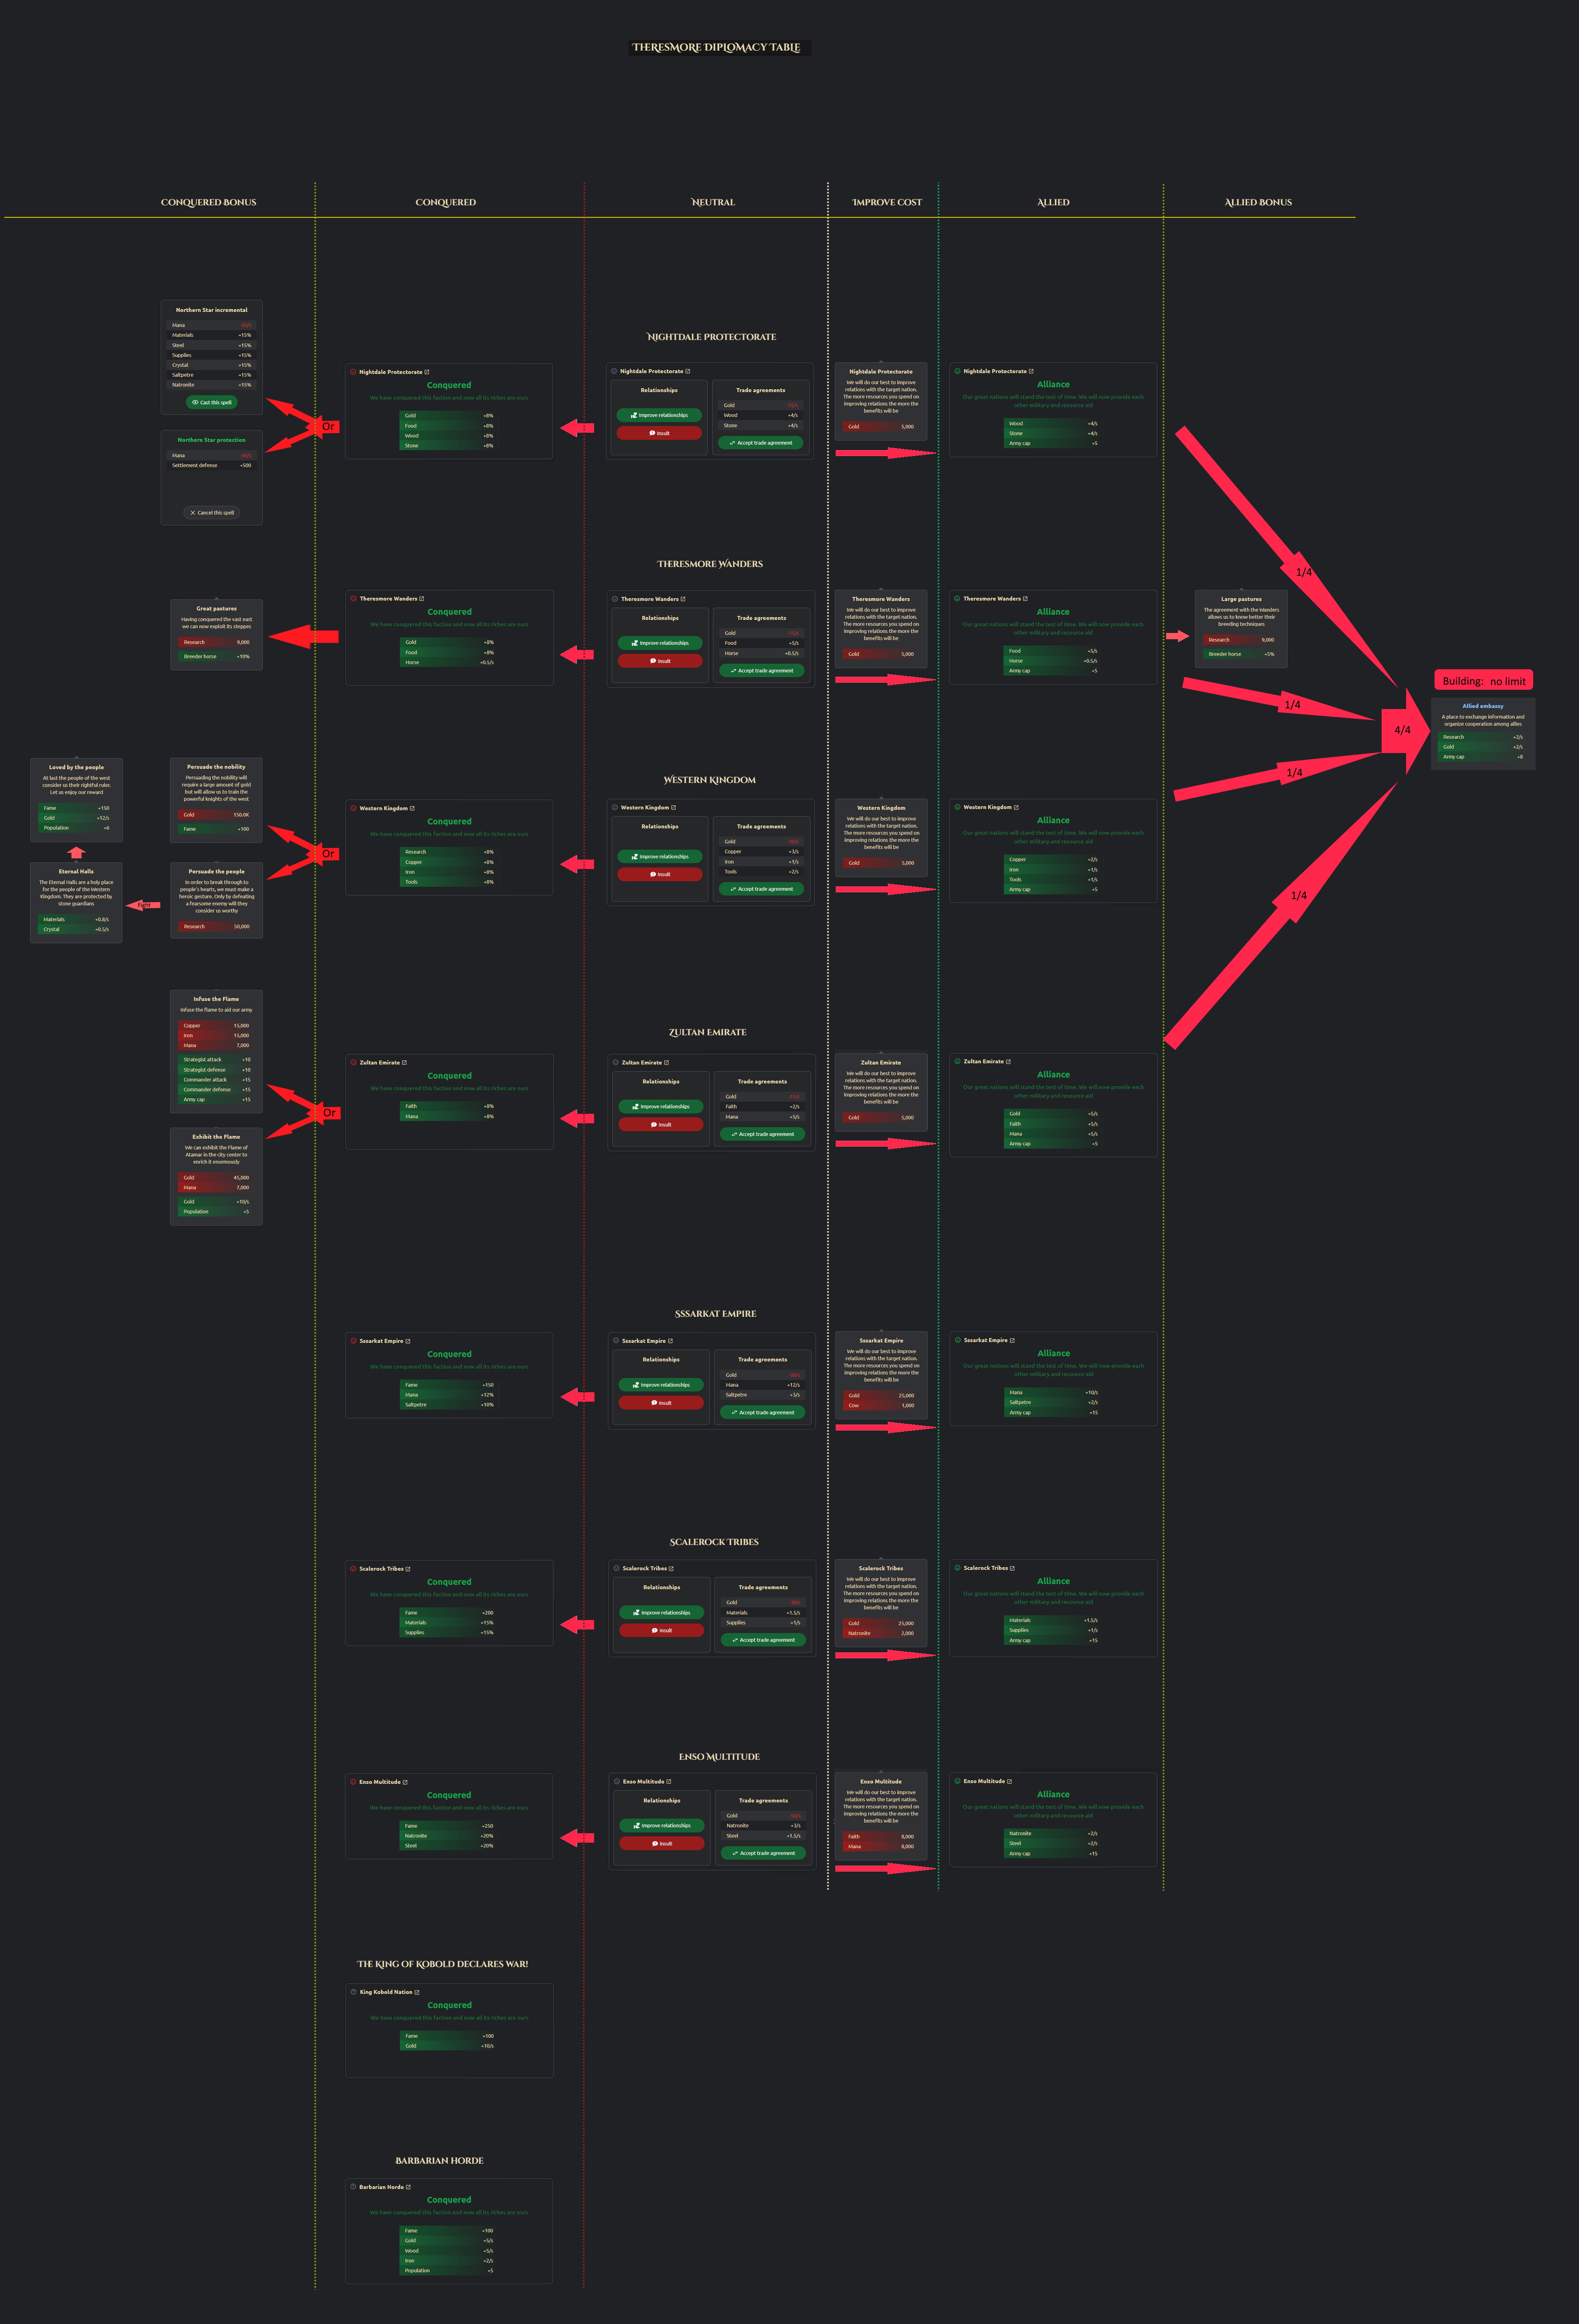 THERESMORE DIPLOMACY TABLE
CONQUERED BONUS
CONQUERED
NEUTRAL
IMPROVE COST
ALLIED
ALLIED BONUS
NIGHTDALE PROTECTORATE
Northern Star incremental
Mana
Materials +15%
Steel +15%
Supplies +15%
Crystal +15%
Saltpetre +15%
Natronite +15%
Cast this spell
Or
Northern Star protection
Mana
Settlement defense +500
Cancel this spell
Nightdale Protectorate
Conquered
We have conquered this faction and now all its riches are ours
Gold +8%
Food +8%
Wood +8%
Stone +8%
Nightdale Protectorate
Relationships
Improve relationships
Insult
Trade agreements
Gold
Wood +4/s
Stone +4/s
Accept trade agreement
Nightdale Protectorate
We will do our best to improve
relations with the target nation.
The more resources you spend on
improving relations the more the
benefits will be
Gold 5,000
Nightdale Protectorate
Alliance
Our great nations will stand the test of time. We will now provide each
other military and resource aid
Wood +4/s
Stone +4/s
Army cap +5
1/4
THERESMORE WANDERS
Great pastures
Having conquered the vast east
we can now exploit its steppes
Research 9,000
Breeder horse +10%
Theresmore Wanders
Conquered
We have conquered this faction and now all its riches are ours
Gold +8%
Food +8%
Horse +0.5/s
Theresmore Wanders
Relationships
Improve relationships
Insult
Trade agreements
Gold
Food +5/s
Horse +0.5/s
Accept trade agreement
Theresmore Wanders
We will do our best to improve
relations with the target nation.
The more resources you spend on
improving relations the more the
benefits will be
Gold 5,000
Theresmore Wanders
Alliance
Our great nations will stand the test of time. We will now provide each
other military and resource aid
Food +5/s
Horse +0.5/s
Army cap +5
Large pastures
The agreement with the Wanders
allows us to know better their
breeding techniques
Research 9,000
Breeder horse +5%
1/4
4/4
Building: no limit
Allied embassy
A place to exchange information and
organize cooperation among allies
Research +2/s
Gold +2/s
Army cap +8
WESTERN KINGDOM
Loved by the people
At last the people of the west
consider us their rightful ruler.
Let us enjoy our reward
Fame +150
Gold +12/s
Population +6
Eternal Halls
The Eternal Halls are a holy place
for the people of the Western
Kingdom. They are protected by
stone guardians
Materials +0.8/s
Crystal +0.5/s
Fight
Persuade the nobility
Persuading the nobility will
require a large amount of gold
but will allow us to train the
powerful knights of the west
Gold 150.0K
Fame +100
Or
Persuade the people
In order to break through to
people's hearts, we must make a
heroic gesture. Only by defeating
a fearsome enemy will they
consider us worthy
Research 50,000
Western Kingdom
Conquered
We have conquered this faction and now all its riches are ours
Research +8%
Copper +8%
Iron +8%
Tools +8%
Western Kingdom
Relationships
Improve relationships
Insult
Trade agreements
Gold
Copper +3/s
Iron +1/s
Tools +2/s
Accept trade agreement
Western Kingdom
We will do our best to improve
relations with the target nation.
The more resources you spend on
improving relations the more the
benefits will be
Gold 5,000
Western Kingdom
Alliance
Our great nations will stand the test of time. We will now provide each
other military and resource aid
Copper +2/s
Iron +1/s
Tools +1/s
Army cap +5
1/4
ZULTAN EMIRATE
Infuse the Flame
Infuse the flame to aid our army
Copper 15,000
Iron 15,000
Mana 7,000
Strategist attack +10
Strategist defense +10
Commander attack +15
Commander defense +15
Army cap +15
Or
Exhibit the Flame
We can exhibit the Flame of
Atamar in the city center to
enrich it enormously
Gold 45,000
Mana 7,000
Gold +10/s
Population +5
Zultan Emirate
Conquered
We have conquered this faction and now all its riches are ours
Faith +8%
Mana +8%
Zultan Emirate
Relationships
Improve relationships
Insult
Trade agreements
Gold
Faith +2/s
Mana +5/s
Accept trade agreement
Zultan Emirate
We will do our best to improve
relations with the target nation.
The more resources you spend on
improving relations the more the
benefits will be
Gold 5,000
Zultan Emirate
Alliance
Our great nations will stand the test of time. We will now provide each
other military and resource aid
Gold +5/s
Faith +5/s
Mana +5/s
Army cap +5
1/4
SSSARKAT EMPIRE
Sssarkat Empire
Conquered
We have conquered this faction and now all its riches are ours
Fame +150
Mana +12%
Saltpetre +10%
Sssarkat Empire
Relationships
Improve relationships
Insult
Trade agreements
Gold
Mana +12/s
Saltpetre +3/s
Accept trade agreement
Sssarkat Empire
We will do our best to improve
relations with the target nation.
The more resources you spend on
improving relations the more the
benefits will be
Gold 25,000
Cow 1,000
Sssarkat Empire
Alliance
Our great nations will stand the test of time. We will now provide each
other military and resource aid
Mana +10/s
Saltpetre +2/s
Army cap +15
SCALEROCK TRIBES
Scalerock Tribes
Conquered
We have conquered this faction and now all its riches are ours
Fame +200
Materials +15%
Supplies +15%
Scalerock Tribes
Relationships
Improve relationships
Insult
Trade agreements
Gold
Materials +1.5/s
Supplies +1/s
Accept trade agreement
Scalerock Tribes
We will do our best to improve
relations with the target nation.
The more resources you spend on
improving relations the more the
benefits will be
Gold 25,000
Natronite 2,000
Scalerock Tribes
Alliance
Our great nations will stand the test of time. We will now provide each
other military and resource aid
Materials +1.5/s
Supplies +1/s
Army cap +15
ENSO MULTITUDE
Enso Multitude
Conquered
We have conquered this faction and now all its riches are ours
Fame +250
Natronite +20%
Steel +20%
Enso Multitude
Relationships
Improve relationships
Insult
Trade agreements
Gold
Natronite +3/s
Steel +1.5/s
Accept trade agreement
Enso Multitude
We will do our best to improve
relations with the target nation.
The more resources you spend on
improving relations the more the
benefits will be
Faith 8,000
Mana 8,000
Enso Multitude
Alliance
Our great nations will stand the test of time. We will now provide each
other military and resource aid
Natronite +2/s
Steel +2/s
Army cap +15
THE KING OF KOBOLD DECLARES WAR!
King Kobold Nation
Conquered
We have conquered this faction and now all its riches are ours
Fame +100
Gold +10/s
BARBARIAN HORDE
Barbarian Horde
Conquered
We have conquered this faction and now all its riches are ours
Fame +100
Gold +5/s
Wood +5/s
Iron +2/s
Population +5